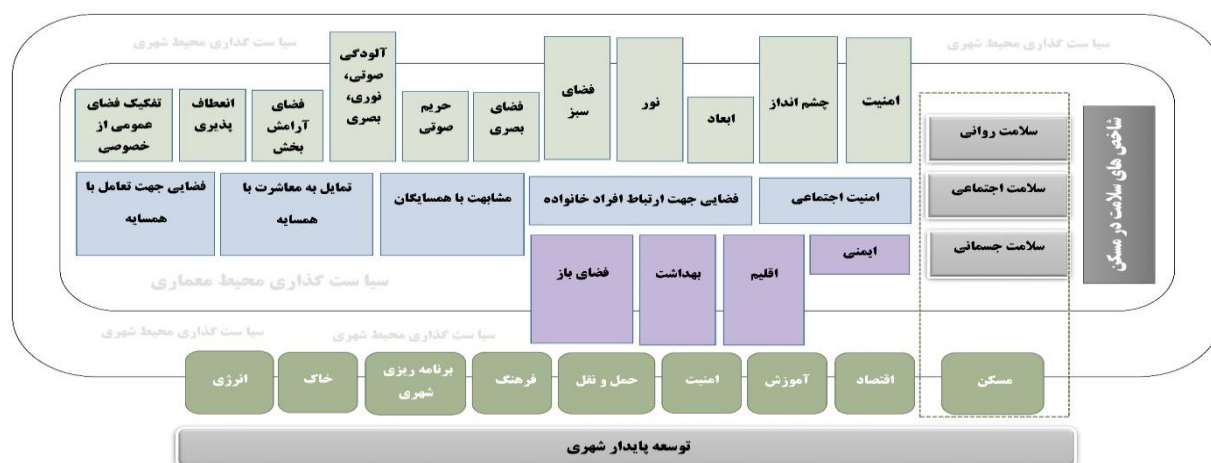 سیاست گذاری محیط شهری
سیاست گذاری محیط شهری
شاخص های سلامت در مسکن
سلامت روانی
امنیت
چشم انداز
ابعاد
نور
فضای
سبز
فضای
بصری
حریم
صوتی
آلودگی
صوتی،
نوری،
بصری
فضای
آرامش
بخش
انعطاف
پذیری
تفکیک فضای
عمومی از
خصوصی
سلامت اجتماعی
امنیت اجتماعی
فضایی جهت ارتباط افراد خانواده
مشابهت با همسایگان
تمایل به معاشرت با
همسایه
فضایی جهت تعامل با
همسایه
سلامت جسمانی
ایمنی
اقلیم
بهداشت
فضای باز
سیاست گذاری محیط معماری
سیاست گذاری محیط شهری
سیاست گذاری محیط شهری
مسکن
اقتصاد
آموزش
امنیت
حمل و نقل
فرهنگ
برنامه ریزی
شهری
خاک
انرژی
توسعه پایدار شهری